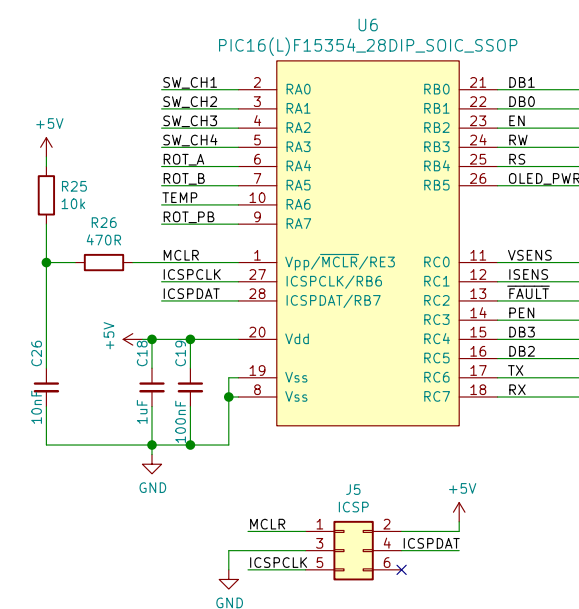 U6
PIC16(L)F15354_28DIP_SOIC_SSOP
SW_CH1 2 RA0 RB0 21 DB1
SW_CH2 3 RA1 RB1 22 DB0
SW_CH3 4 RA2 RB2 23 EN
SW_CH4 5 RA3 RB3 24 RW
ROT_A 6 RA4 RB4 25 RS
ROT_B 7 RA5 RB5 26 OLED_PWR
TEMP 10 RA6
ROT_PB 9 RA7
+5V
R25
10k
R26
470R
MCLR 1 Vpp/MCLR/RE3 RC0 11 VSENS
ICSPCLK 27 ICSPCLK/RB6 RC1 12 ISENS
ICSPDAT 28 ICSPDAT/RB7 RC2 13 FAULT
RC3 14 PEN
+5V 20 Vdd RC4 15 DB3
RC5 16 DB2
19 Vss RC6 17 TX
8 Vss RC7 18 RX
C26
10nF
C18
1uF
C19
100nF
GND
J5
ICSP
+5V
MCLR 1 2
3 4 ICSPDAT
ICSPCLK 5 6
GND